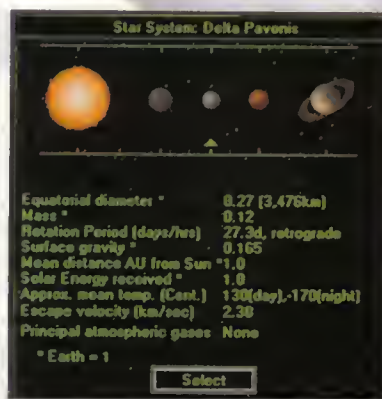 Star System: Delta Pavonis
Equatorial diameter * 0.27 (3,476km)
Mass * 0.12
Rotation Period (days/hrs) 27.3d, retrograde
Surface gravity * 0.165
Mean distance AU from Sun * 1.0
Solar Energy received * 1.0
Approx. mean temp. (Cent.) 130(day),-170(night)
Escape velocity (km/sec) 2.38
Principal atmospheric gases None
* Earth = 1
Select